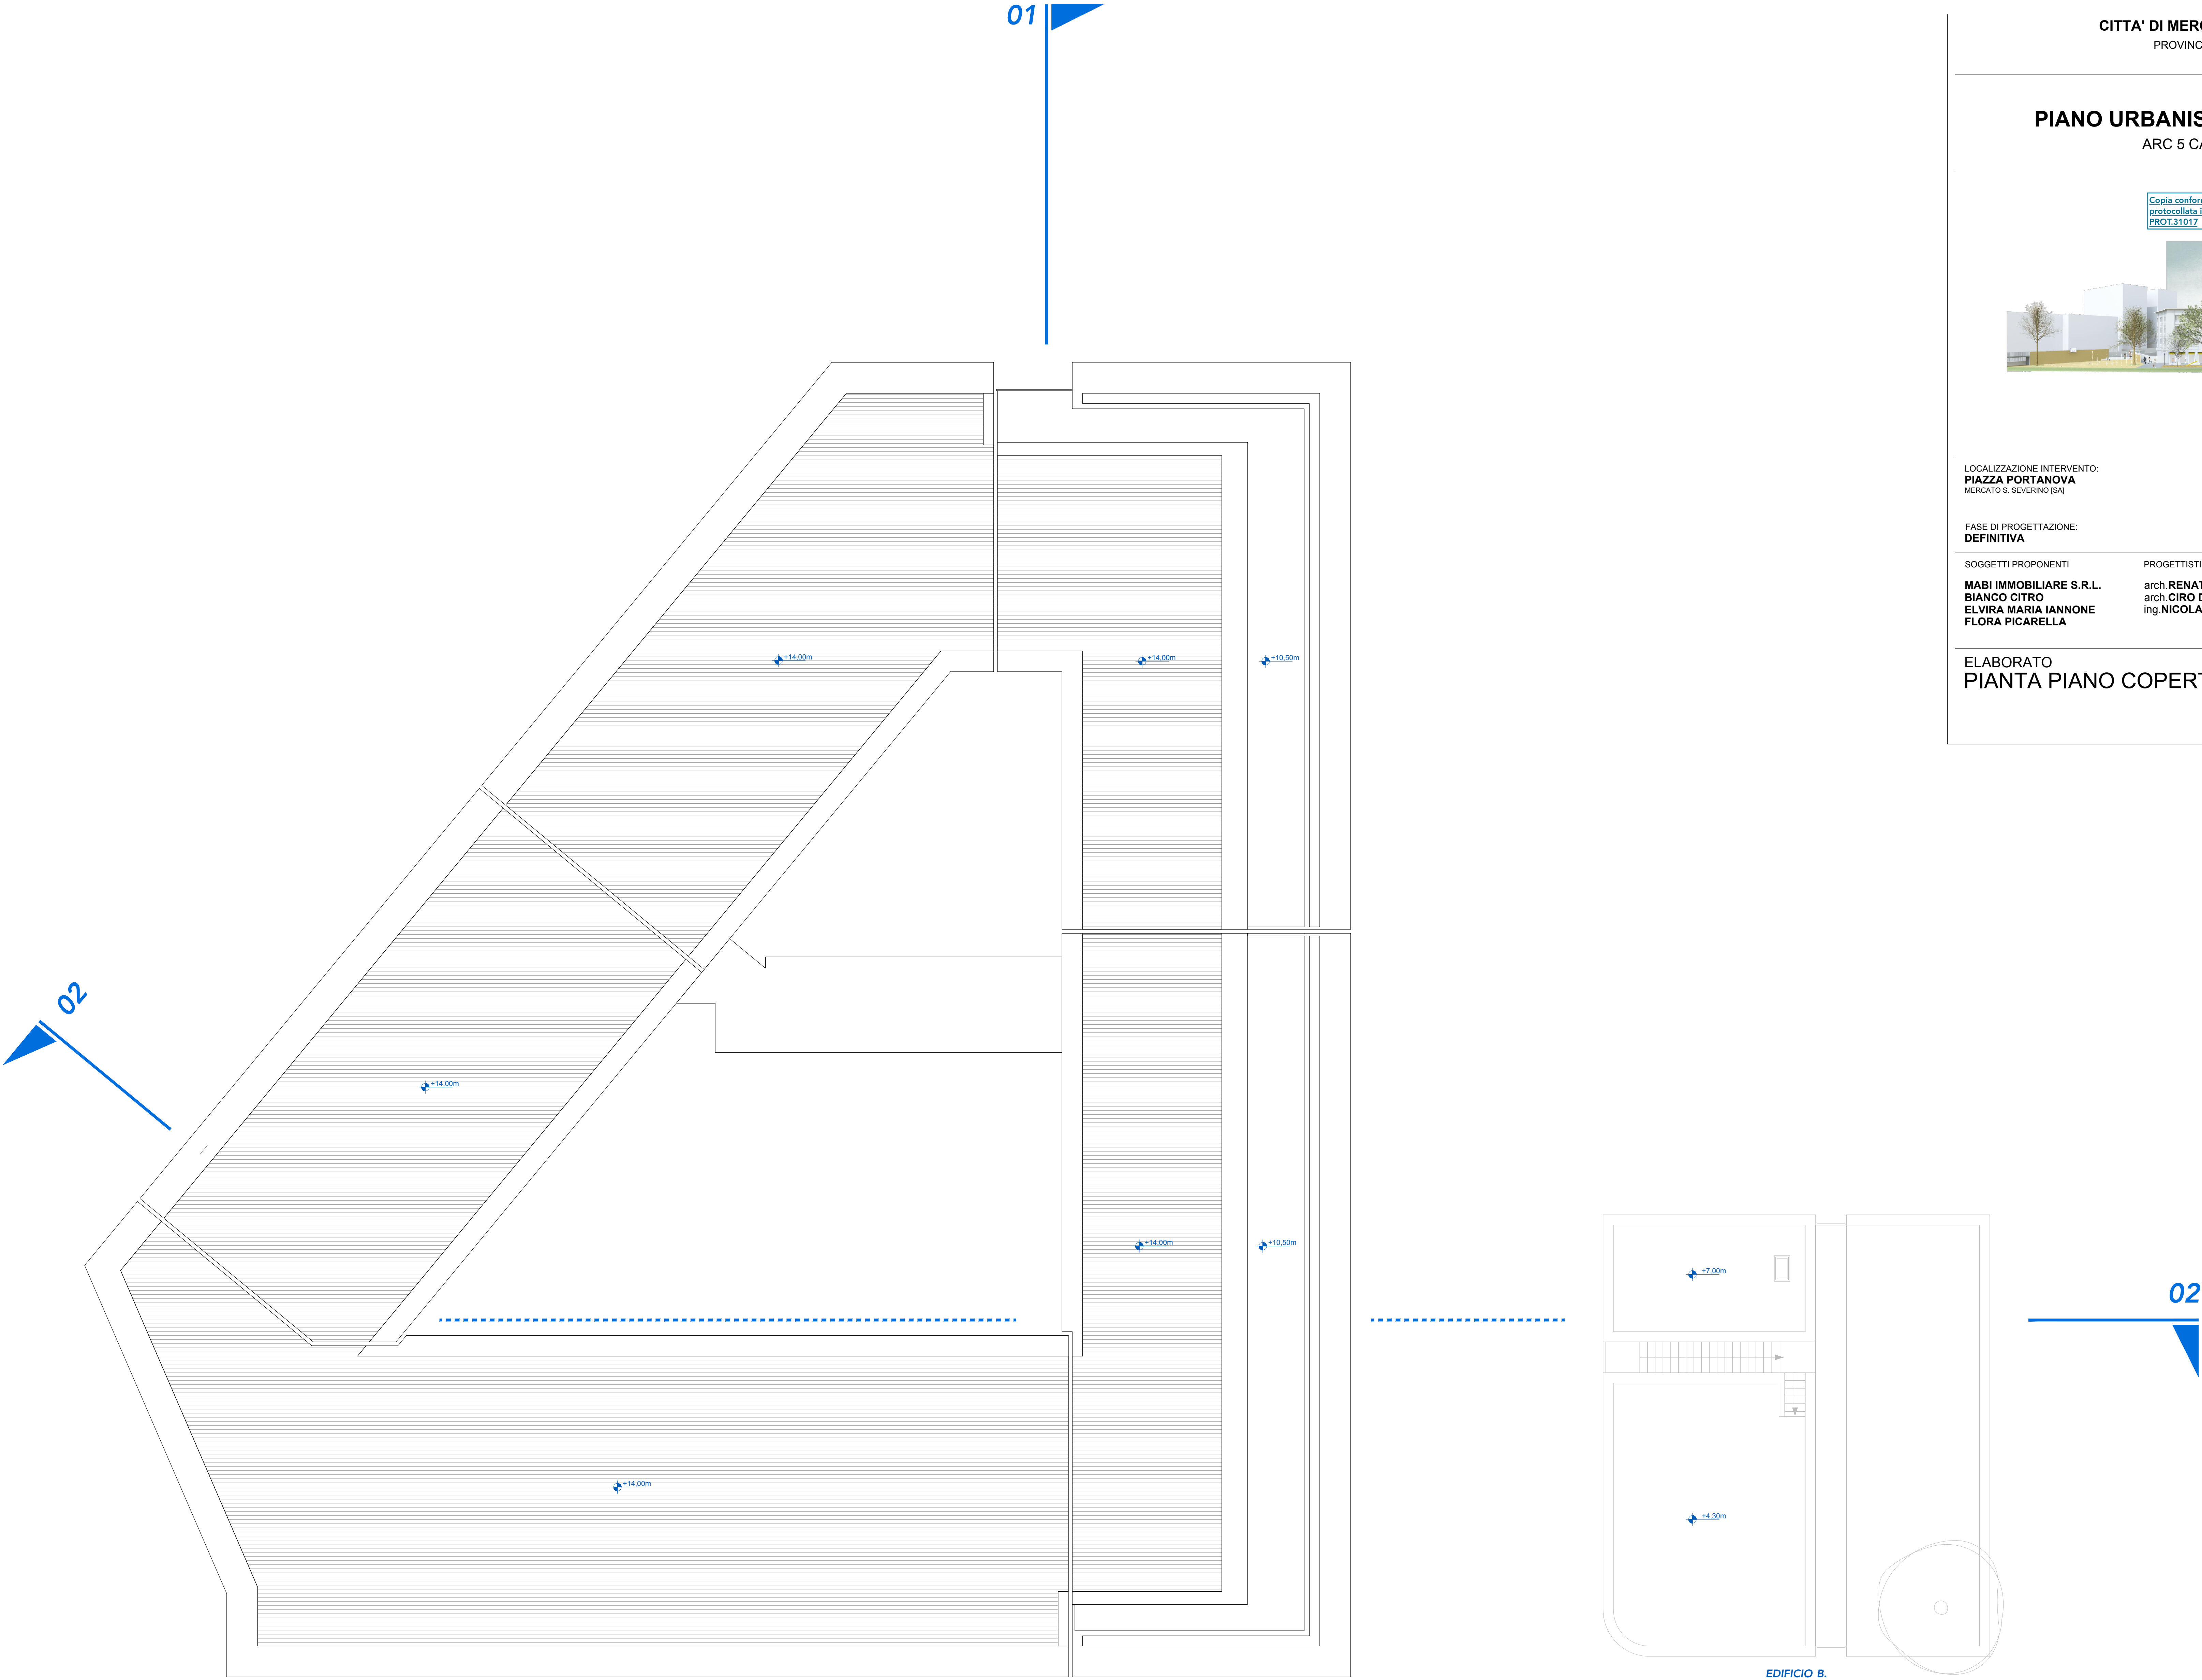 01
CITTA' DI MERC
PROVINC
PIANO URBANIS
ARC 5 CA
Copia confor
protocollata i
PROT.31017
LOCALIZZAZIONE INTERVENTO:
PIAZZA PORTANOVA
MERCATO S. SEVERINO [SA]
FASE DI PROGETTAZIONE:
DEFINITIVA
SOGGETTI PROPONENTI
PROGETTISTI
MABI IMMOBILIARE S.R.L.
arch.RENAT
BIANCO CITRO
arch.CIRO D
ELVIRA MARIA IANNONE
ing.NICOLA
FLORA PICARELLA
ELABORATO
PIANTA PIANO COPERT
+14,00m
+14,00m
+10,50m
02
+14,00m
+14,00m
+10,50m
+7,00m
02
+14,00m
+4,30m
EDIFICIO B.